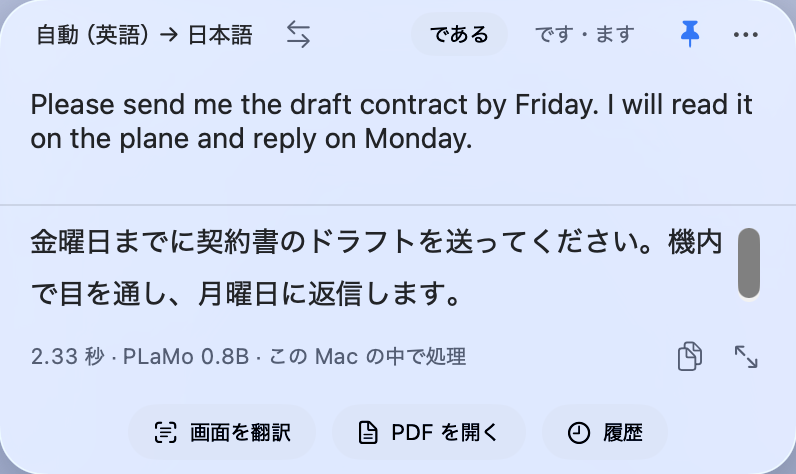 自動（英語）→ 日本語
である
です・ます
Please send me the draft contract by Friday. I will read it
on the plane and reply on Monday.
金曜日までに契約書のドラフトを送ってください。機内
で目を通し、月曜日に返信します。
2.33 秒 · PLaMo 0.8B · この Mac の中で処理
画面を翻訳
PDF を開く
履歴